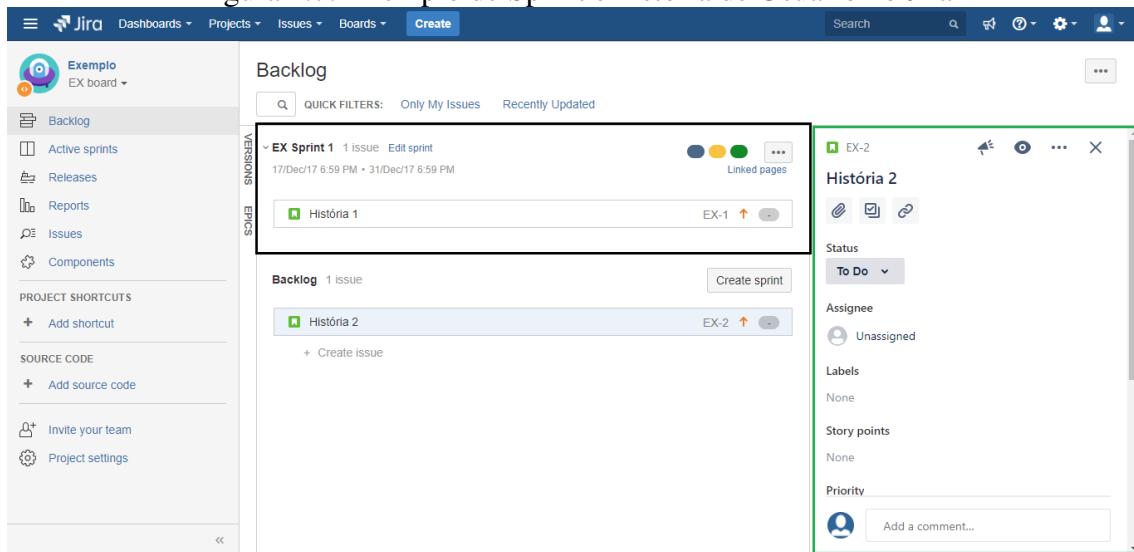 Jira Dashboards Projects Issues Boards Create Search
Exemplo
EX board
Backlog
Active sprints
Releases
Reports
Issues
Components
PROJECT SHORTCUTS
+ Add shortcut
SOURCE CODE
+ Add source code
Invite your team
Project settings
«
Backlog
QUICK FILTERS: Only My Issues Recently Updated
VERSIONS
EPICS
EX Sprint 1 1 issue Edit sprint
17/Dec/17 6:59 PM • 31/Dec/17 6:59 PM Linked pages
História 1 EX-1 -
Backlog 1 issue Create sprint
História 2 EX-2 -
+ Create issue
EX-2
História 2
Status
To Do
Assignee
Unassigned
Labels
None
Story points
None
Priority
Add a comment...